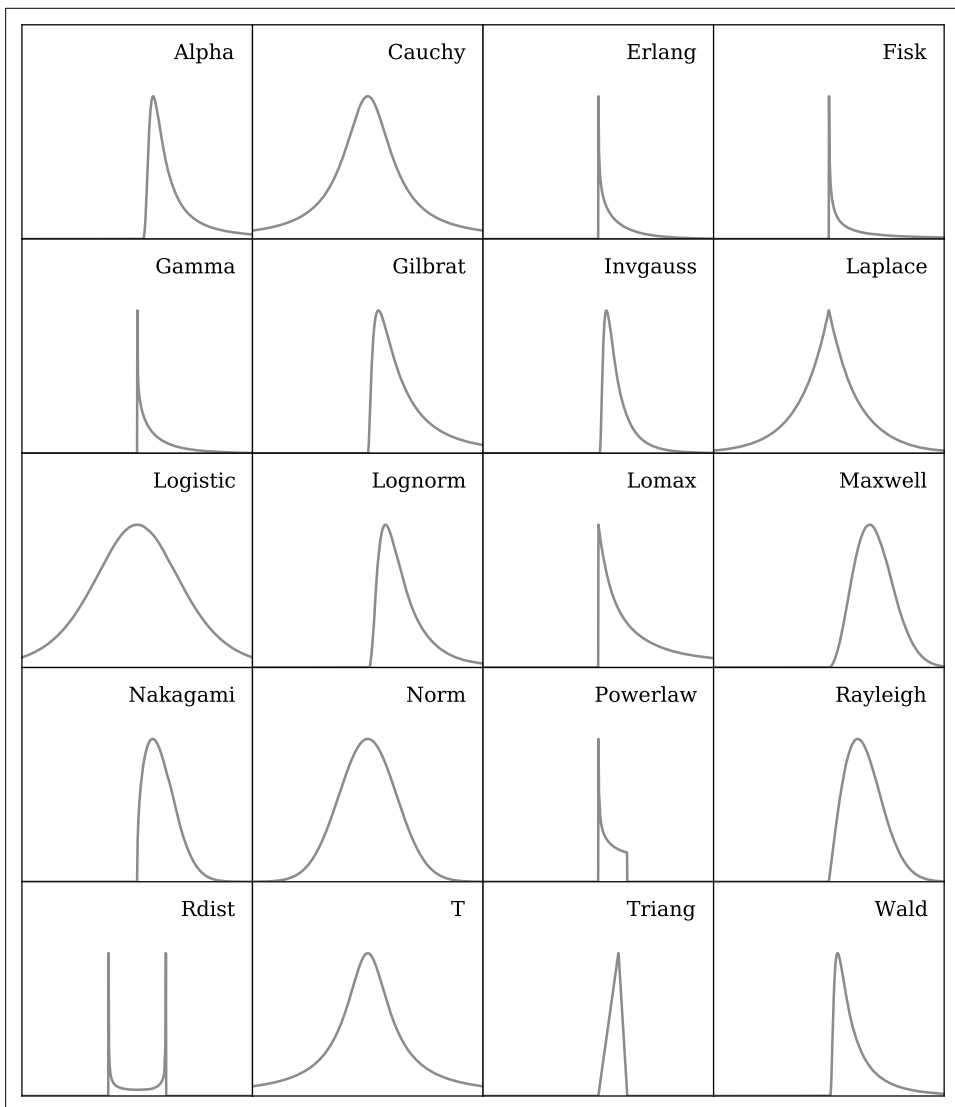 Alpha Cauchy Erlang Fisk
Gamma Gilbrat Invgauss Laplace
Logistic Lognorm Lomax Maxwell
Nakagami Norm Powerlaw Rayleigh
Rdist T Triang Wald